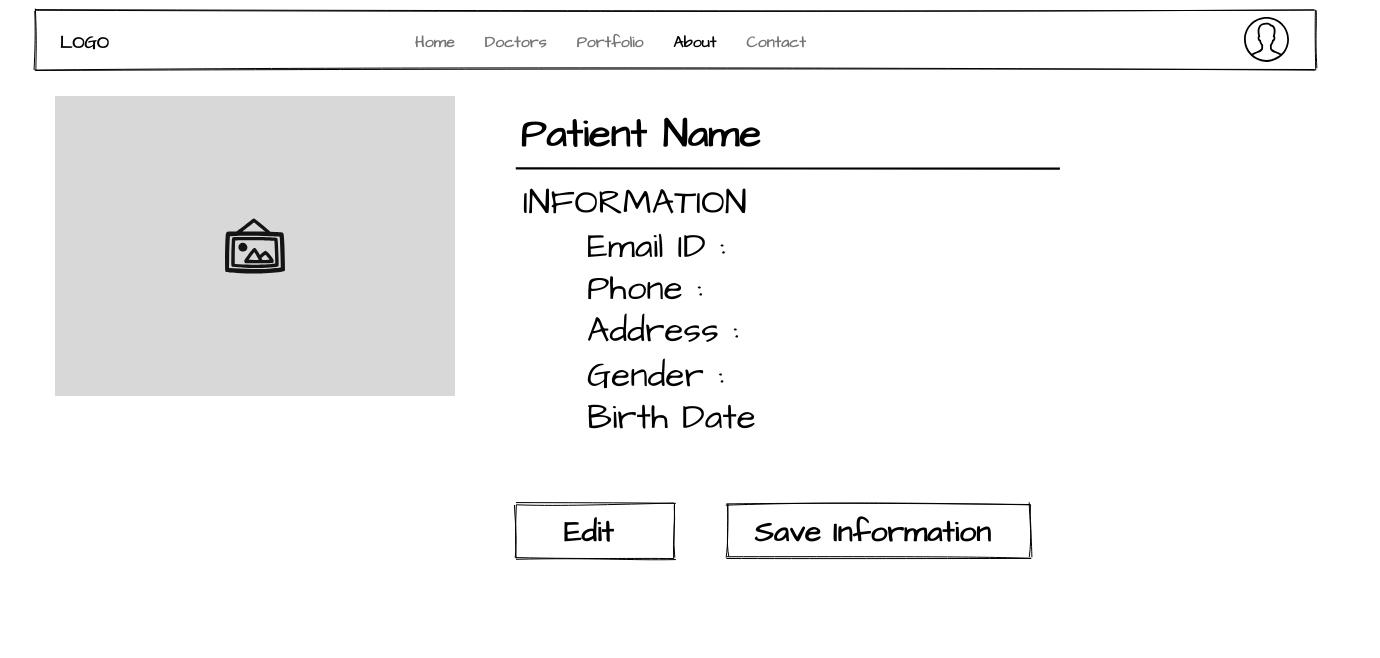 LOGO Home Doctors Portfolio About Contact
Patient Name
INFORMATION
Email ID :
Phone :
Address :
Gender :
Birth Date
Edit Save Information